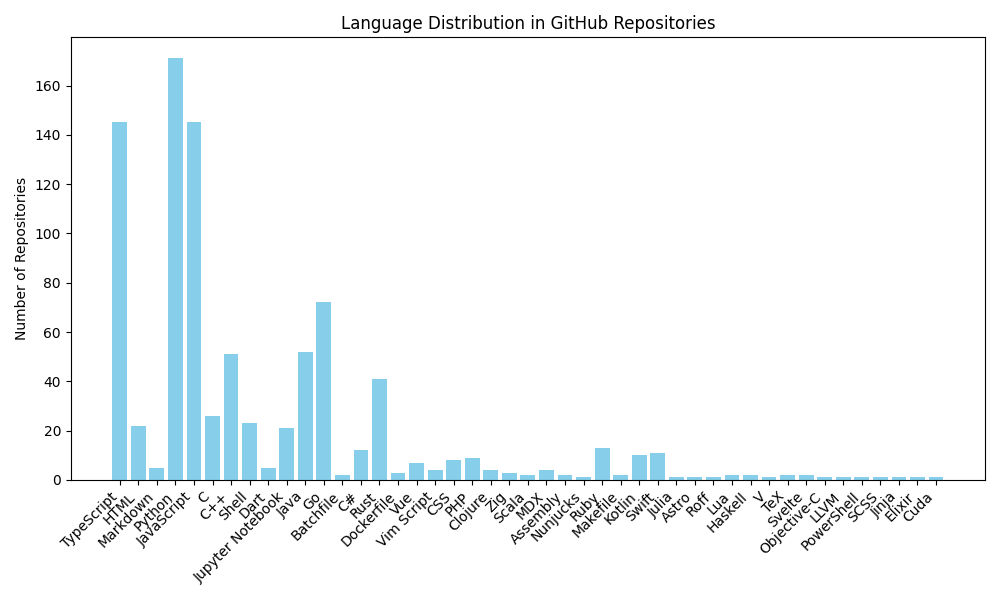 Language Distribution in GitHub Repositories
Number of Repositories
160
140
120
100
80
60
40
20
0
TypeScript
HTML
Markdown
Python
JavaScript
C
C++
Shell
Dart
Jupyter Notebook
Java
Go
Batchfile
C#
Rust
Dockerfile
Vue
Vim Script
CSS
PHP
Clojure
Zig
Scala
MDX
Assembly
Nunjucks
Ruby
Makefile
Kotlin
Swift
Julia
Astro
Roff
Lua
Haskell
V
TeX
Svelte
Objective-C
LLVM
PowerShell
SCSS
Jinja
Elixir
Cuda